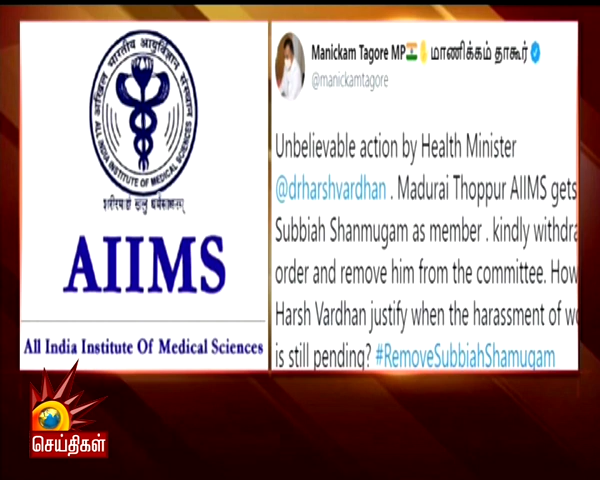 अखिल भारतीय आयुर्विज्ञान संस्थान
ALL INDIA INSTITUTE OF MEDICAL SCIENCES
शरीरमाद्यं खलु धर्मसाधनम्
AIIMS
All India Institute Of Medical Sciences
Manickam Tagore MP🇮🇳✋மாணிக்கம் தாகூர்
@manickamtagore
Unbelievable action by Health Minister
@drharshvardhan . Madurai Thoppur AIIMS gets
Subbiah Shanmugam as member . kindly withdra
order and remove him from the committee. How
Harsh Vardhan justify when the harassment of wo
is still pending? #RemoveSubbiahShamugam
செய்திகள்